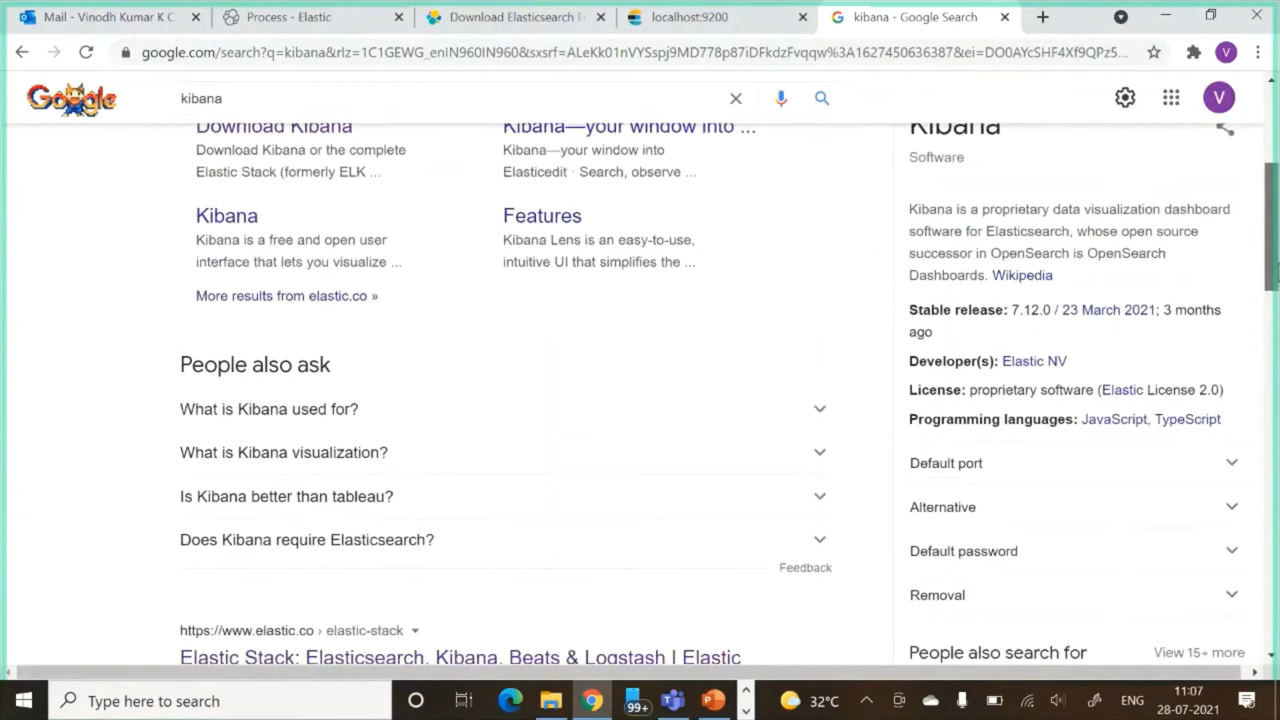 Mail - Vinodh Kumar K C -
Process - Elastic
Download Elasticsearch F
localhost:9200
kibana - Google Search
google.com/search?q=kibana&rlz=1C1GEWG_enIN960IN960&sxsrf=ALeKk01nVYSspj9MD778p87iDFkdzFvqqw%3A1627450636387&ei=DO0AYcSHF4Xf9QPz5...
V
Google
kibana
V
Download Kibana
Download Kibana or the complete
Elastic Stack (formerly ELK ...
Kibana—your window into ...
Kibana—your window into
Elasticedit · Search, observe ...
Kibana
Kibana is a free and open user
interface that lets you visualize ...
Features
Kibana Lens is an easy-to-use,
intuitive UI that simplifies the ...
More results from elastic.co »
People also ask
What is Kibana used for?
What is Kibana visualization?
Is Kibana better than tableau?
Does Kibana require Elasticsearch?
Feedback
https://www.elastic.co › elastic-stack
Elastic Stack: Elasticsearch, Kibana, Beats & Logstash | Elastic
Kibana
Software
Kibana is a proprietary data visualization dashboard
software for Elasticsearch, whose open source
successor in OpenSearch is OpenSearch
Dashboards. Wikipedia
Stable release: 7.12.0 / 23 March 2021; 3 months
ago
Developer(s): Elastic NV
License: proprietary software (Elastic License 2.0)
Programming languages: JavaScript, TypeScript
Default port
Alternative
Default password
Removal
People also search for
View 15+ more
Type here to search
99+
32°C
ENG
11:07
28-07-2021